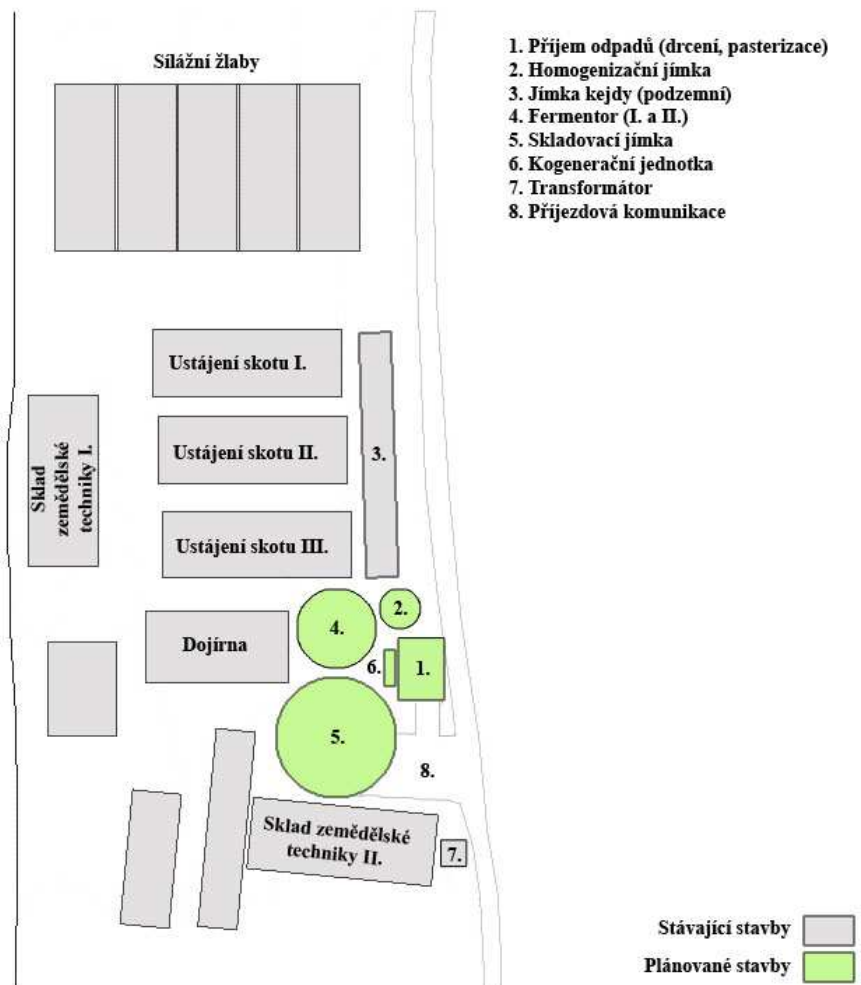 Silážní žlaby
1. Příjem odpadů (drcení, pasterizace)
2. Homogenizační jímka
3. Jímka kejdy (podzemní)
4. Fermentor (I. a II.)
5. Skladovací jímka
6. Kogenerační jednotka
7. Transformátor
8. Příjezdová komunikace
Ustájení skotu I.
Sklad
zemědělské
techniky I.
Ustájení skotu II.
3.
Ustájení skotu III.
2.
4.
Dojírna
6.
1.
5.
8.
Sklad zemědělské
techniky II.
7.
Stávající stavby
Plánované stavby